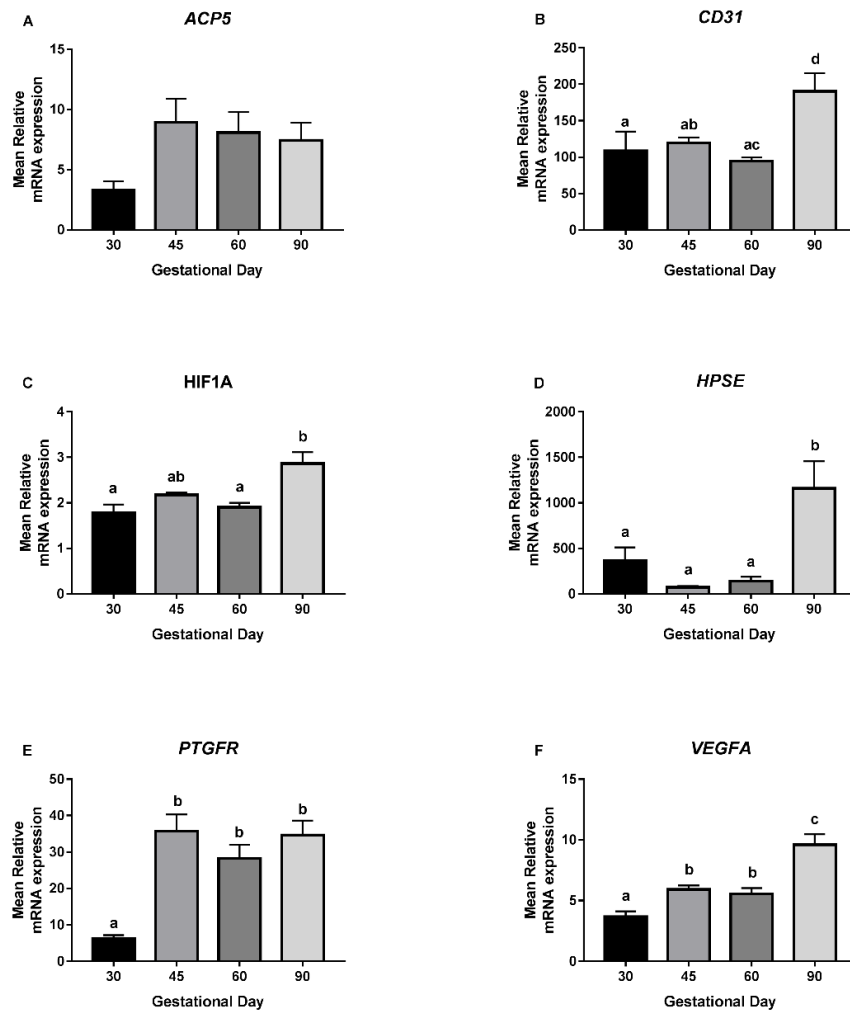 A
ACP5
Mean Relative
mRNA expression
15
10
5
0
30 45 60 90
Gestational Day
B
CD31
Mean Relative
mRNA expression
250
200
150
100
50
0
a ab ac d
30 45 60 90
Gestational Day
C
HIF1A
Mean Relative
mRNA expression
4
3
2
1
0
a ab a b
30 45 60 90
Gestational Day
D
HPSE
Mean Relative
mRNA expression
2000
1500
1000
500
0
a a a b
30 45 60 90
Gestational Day
E
PTGFR
Mean Relative
mRNA expression
50
40
30
20
10
0
a b b b
30 45 60 90
Gestational Day
F
VEGFA
Mean Relative
mRNA expression
15
10
5
0
a b b c
30 45 60 90
Gestational Day